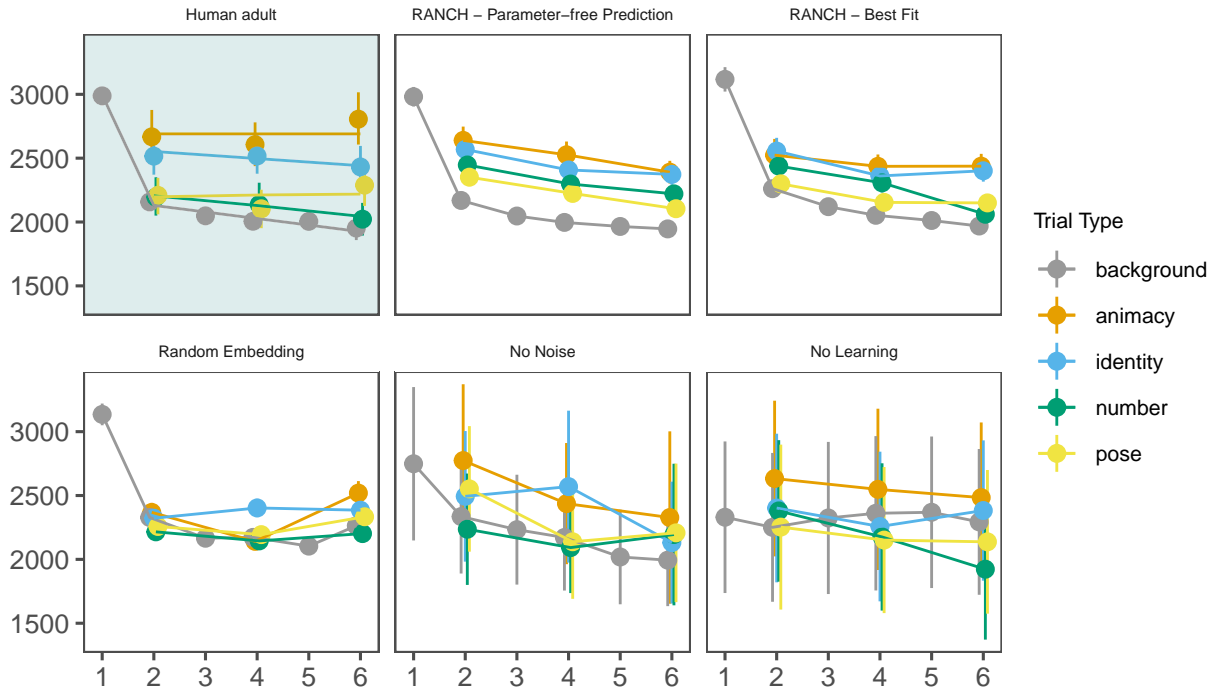 Human adult
RANCH − Parameter−free Prediction
RANCH − Best Fit
3000
2500
2000
1500
Random Embedding
No Noise
No Learning
3000
2500
2000
1500
1 2 3 4 5 6
1 2 3 4 5 6
1 2 3 4 5 6
Trial Type
background
animacy
identity
number
pose